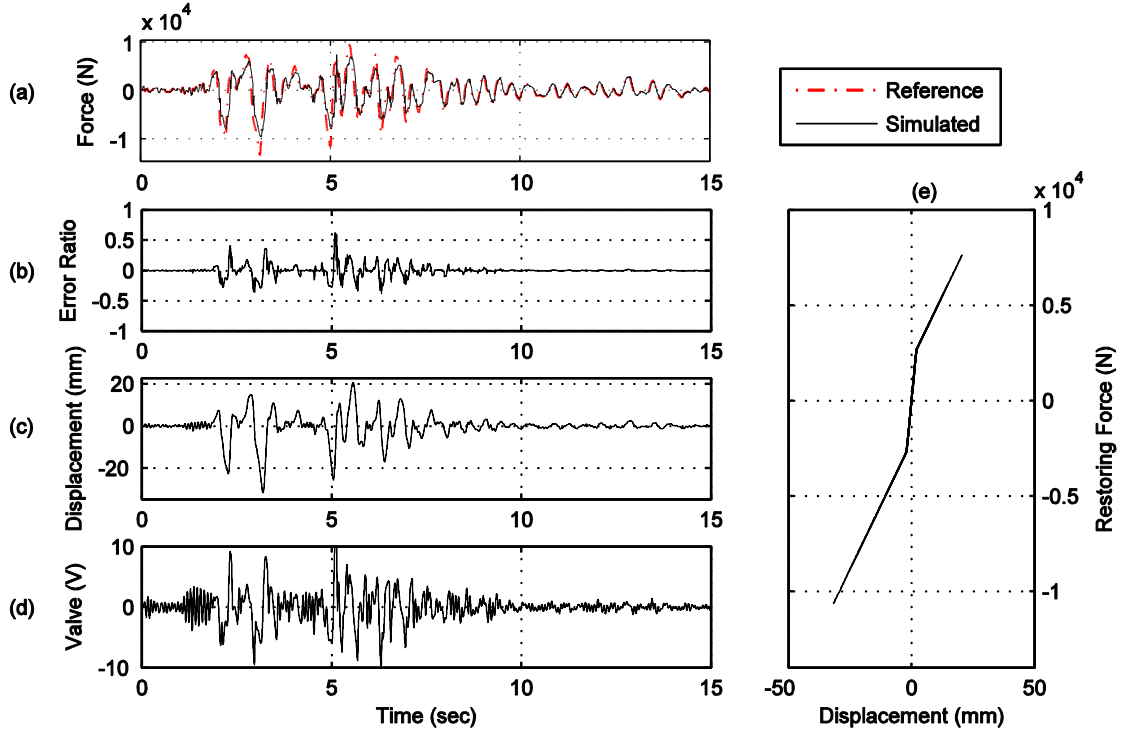 x 10^4
(a)
Force (N)
1
0
-1
0
5
10
15
Reference
Simulated
(b)
Error Ratio
1
0.5
0
-0.5
-1
0
5
10
15
(c)
Displacement (mm)
20
0
-20
0
5
10
15
(d)
Valve (V)
10
0
-10
0
5
10
15
Time (sec)
(e)
x 10^4
1
0.5
0
-0.5
-1
Restoring Force (N)
-50
0
50
Displacement (mm)